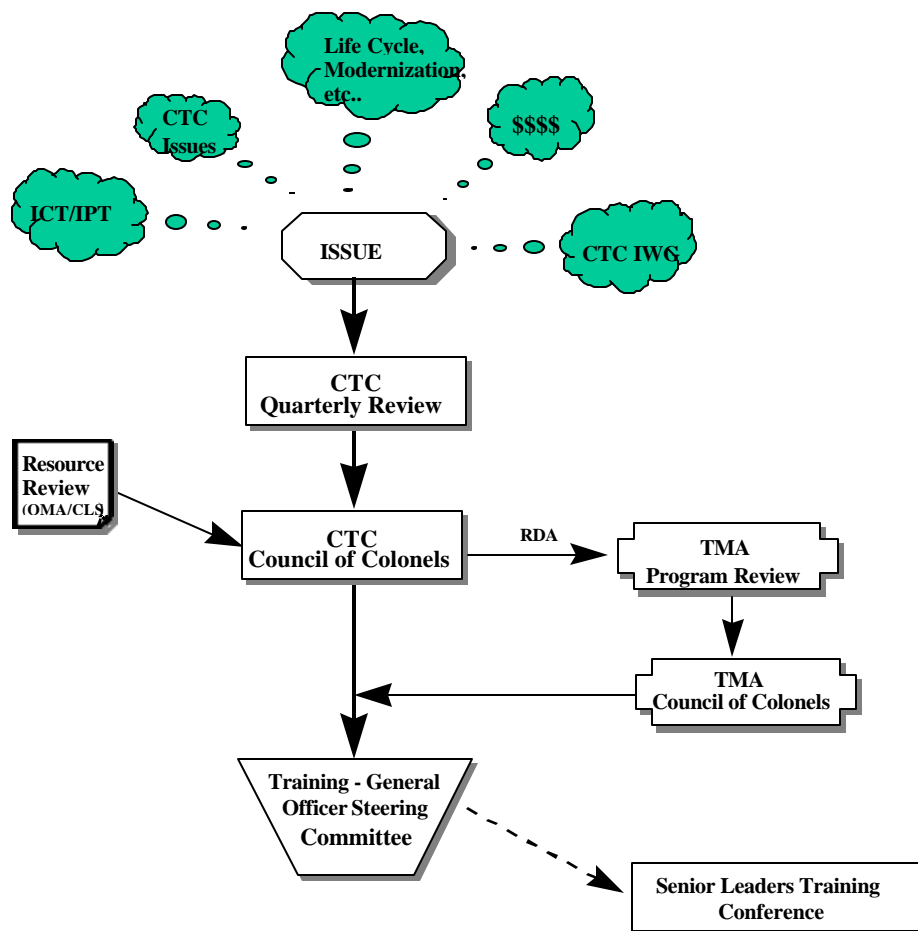 Life Cycle,
Modernization,
etc..
CTC
Issues
$$$$
ICT/IPT
CTC IWG
ISSUE
CTC
Quarterly Review
Resource
Review
(OMA/CLS)
CTC
Council of Colonels
RDA
TMA
Program Review
TMA
Council of Colonels
Training - General
Officer Steering
Committee
Senior Leaders Training
Conference